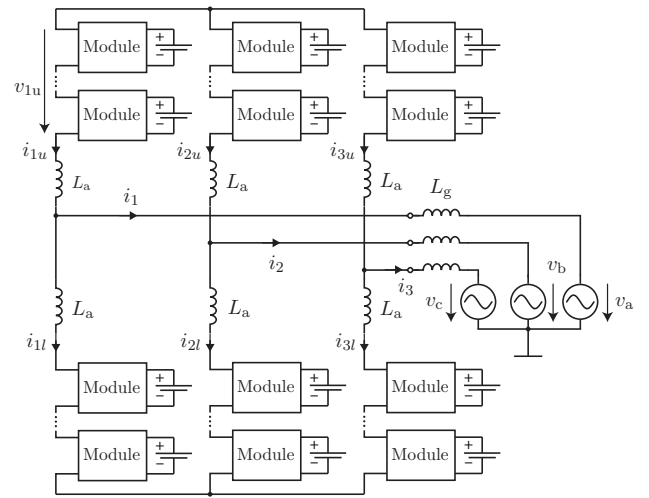 Module + − Module + − Module + −
v1u
Module + − Module + − Module + −
i1u i2u i3u
La La La Lg
i1
i2 vb
i3 vc va
La La La
i1l i2l i3l
Module + − Module + − Module + −
Module + − Module + − Module + −